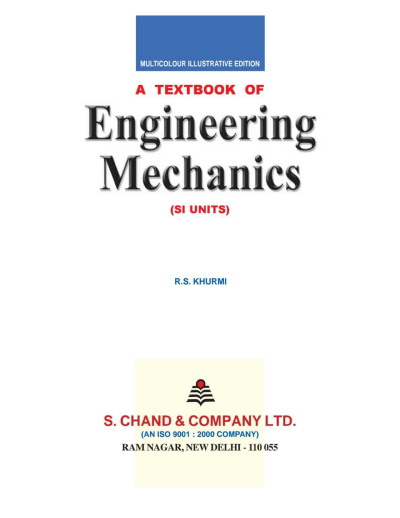 MULTICOLOUR ILLUSTRATIVE EDITION
A TEXTBOOK OF
Engineering
Mechanics
(SI UNITS)
R.S. KHURMI
S. CHAND & COMPANY LTD.
(AN ISO 9001 : 2000 COMPANY)
RAM NAGAR, NEW DELHI - 110 055